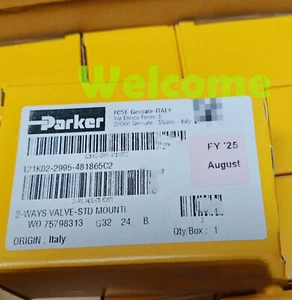 Welcome
Parker
FCSE Gessate-ITALY
Via Enrico Fermi 5
20060 Gessate - Milano - Italy
121K02-2995-481865C2
FY '25
August
2-WAYS VALVE-STD MOUNTi
WO 75798313 G32 24 B
Qty/Box: 1
ORIGIN : Italy